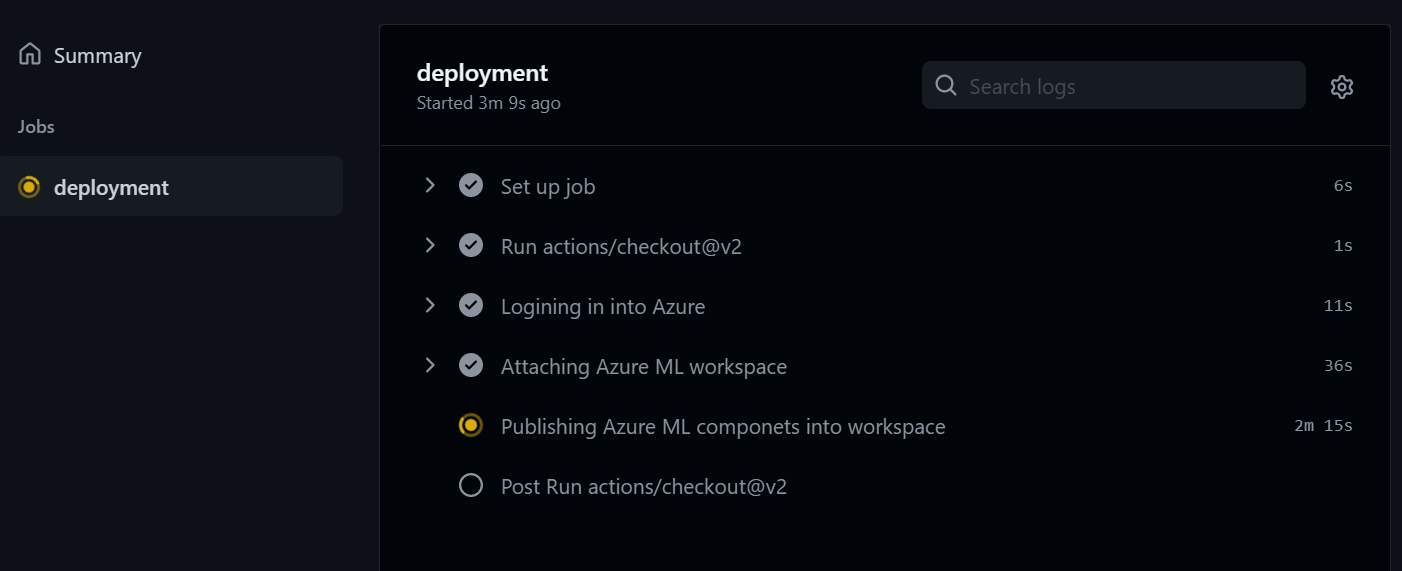 Summary
Jobs
deployment
deployment
Started 3m 9s ago
Search logs
Set up job 6s
Run actions/checkout@v2 1s
Logining in into Azure 11s
Attaching Azure ML workspace 36s
Publishing Azure ML componets into workspace 2m 15s
Post Run actions/checkout@v2